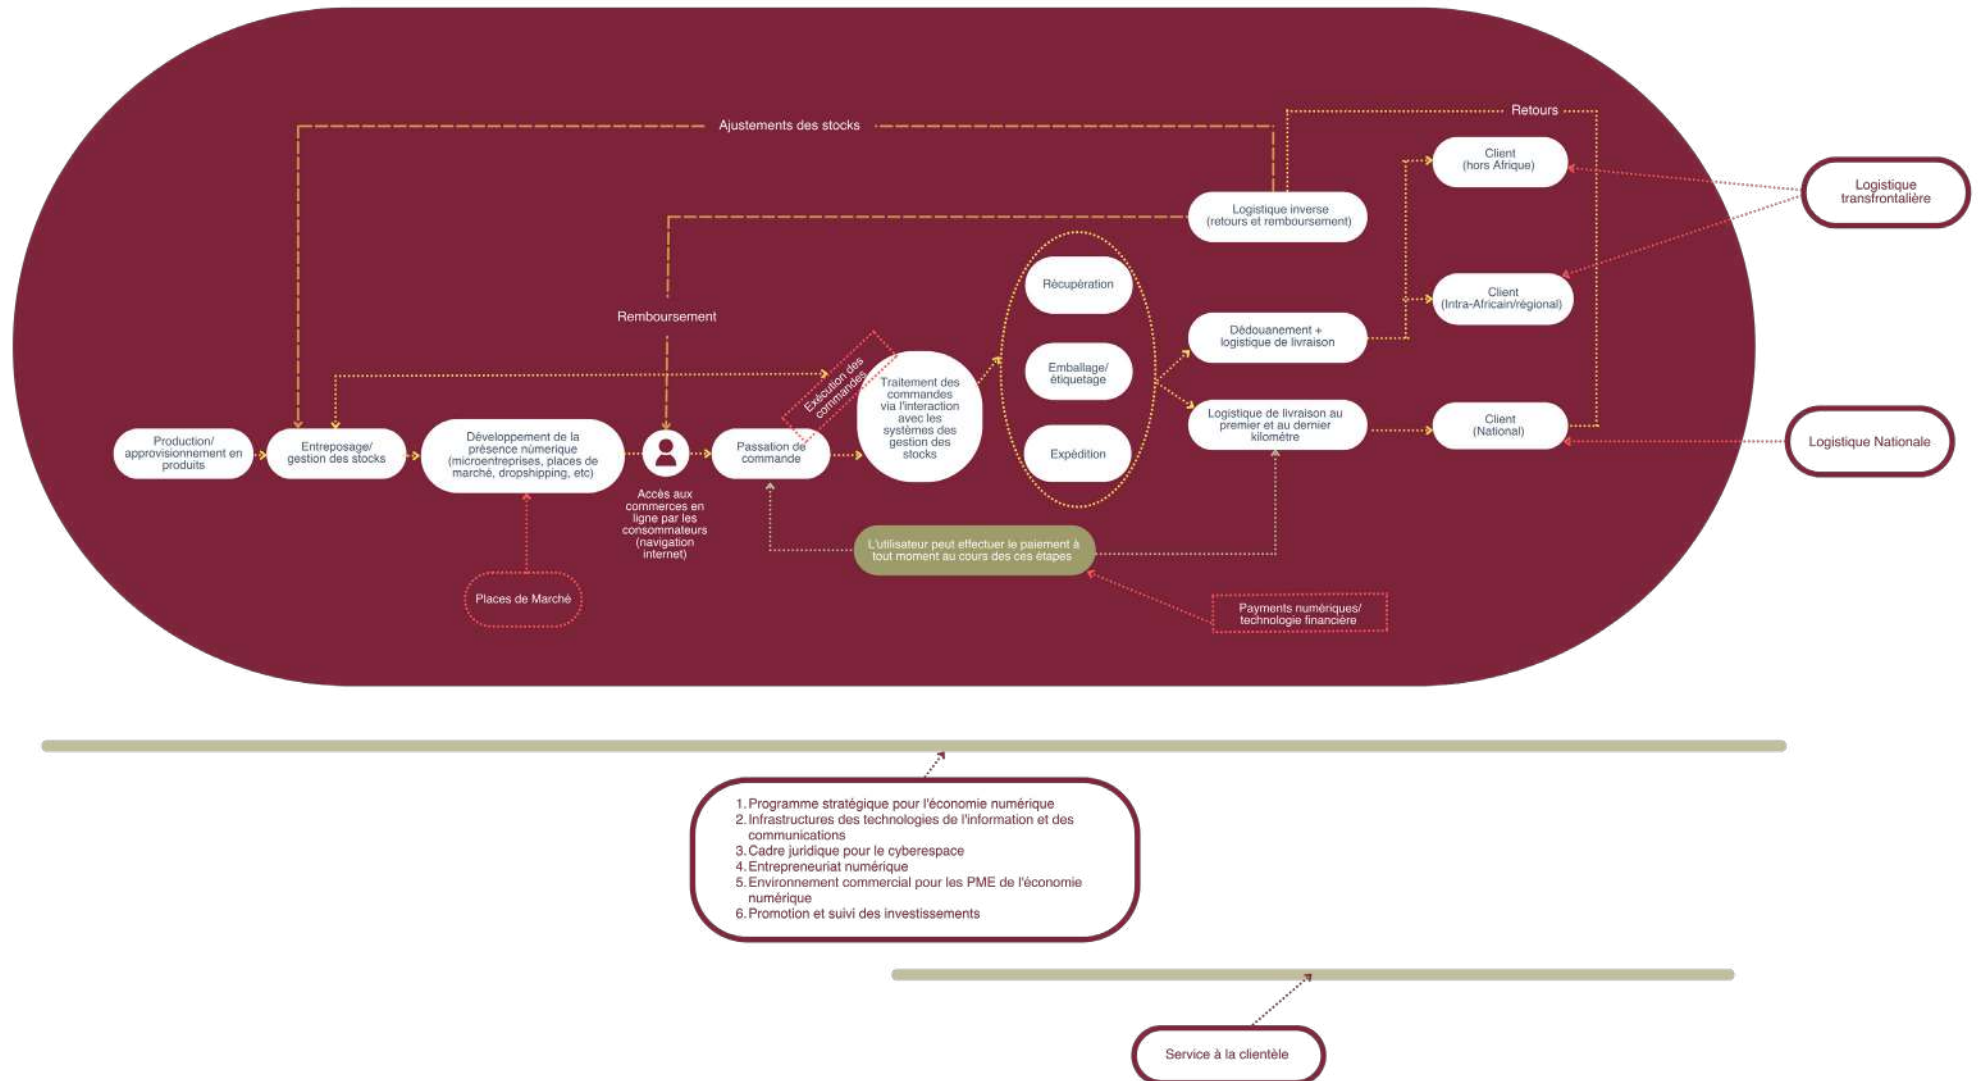 Ajustements des stocks
Retours
Client
(hors Afrique)
Logistique
transfrontalière
Logistique inverse
(retours et remboursement)
Remboursement
Récupération
Client
(Intra-Africain/régional)
Dédouanement +
logistique de livraison
Exécution des
commandes
Emballage/
étiquetage
Traitement des
commandes
via l'interaction
avec les
systèmes des
gestion des
stocks
Logistique de livraison au
premier et au dernier
kilomètre
Client
(National)
Logistique Nationale
Production/
approvisionnement en
produits
Entreposage/
gestion des stocks
Développement de la
présence nùmerique
(microentreprises, places de
marché, dropshipping, etc)
Passation de
commande
Expédition
Accès aux
commerces en
ligne par les
consommateurs
(navigation
internet)
L'utilisateur peut effectuer le paiement à
tout moment au cours des ces étapes
Places de Marché
Payments numériques/
technologie financière
1. Programme stratégique pour l'économie numérique
2. Infrastructures des technologies de l'information et des
communications
3. Cadre juridique pour le cyberespace
4. Entrepreneuriat numérique
5. Environnement commercial pour les PME de l'économie
numérique
6. Promotion et suivi des investissements
Service à la clientèle